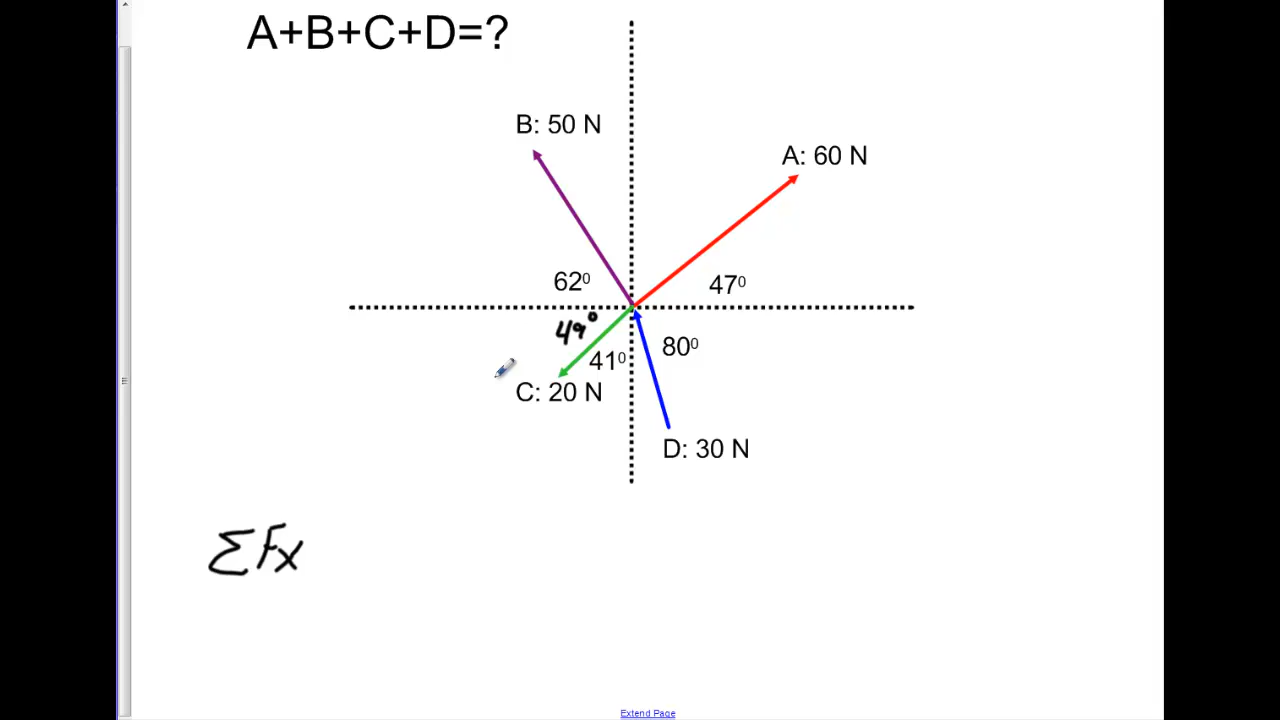 A+B+C+D=?
B: 50 N
A: 60 N
62⁰
47⁰
49°
41⁰
80⁰
C: 20 N
D: 30 N
ΣFx
Extend Page